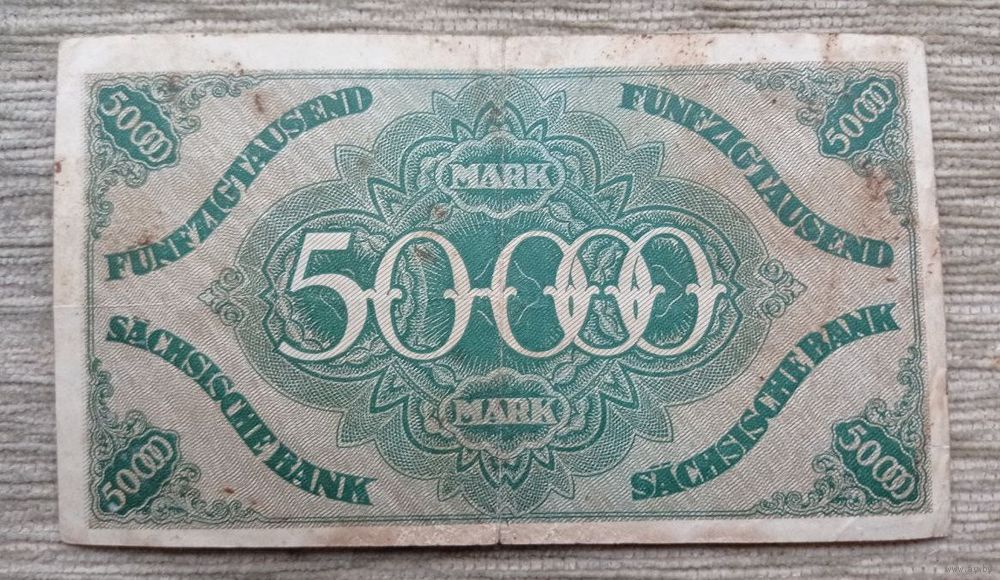 50000
FÜNFZIGTAUSEND
FÜNFZIGTAUSEND
50000
MARK
50000
MARK
SÄCHSISCHE BANK
SÄCHSISCHE BANK
50000
50000